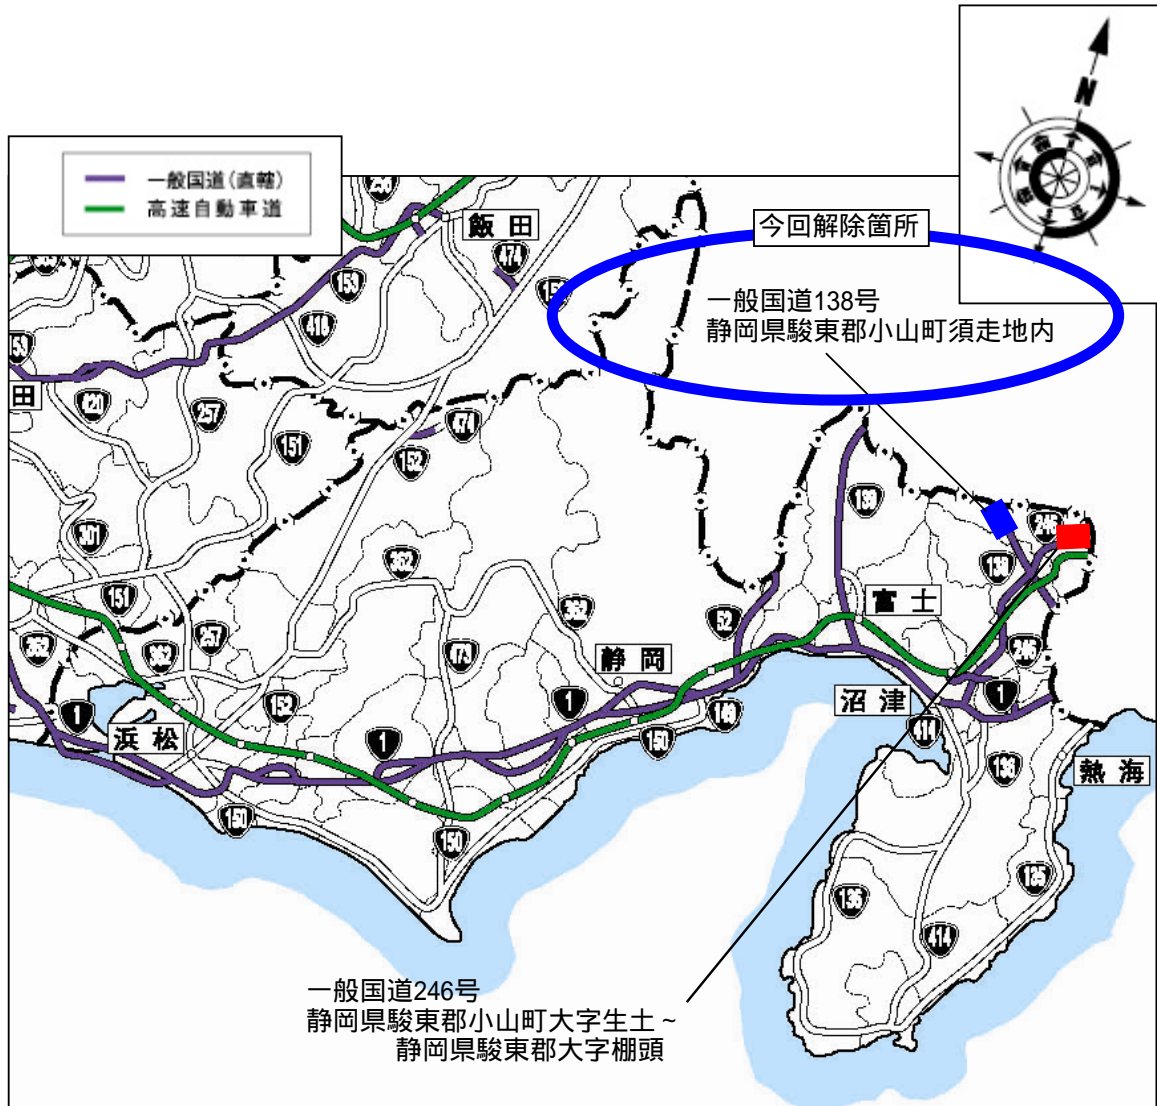 N
一般国道(直轄)
高速自動車道
今回解除箇所
一般国道138号
静岡県駿東郡小山町須走地内
飯田
474
153
418
田
420
257
151
474
152
301
151
362
257
362
362
473
362
52
139
246
138
富士
静岡
沼津
246
1
414
136
熱海
1
浜松
152
1
1
149
150
150
150
136
414
135
一般国道246号
静岡県駿東郡小山町大字生土~
静岡県駿東郡大字棚頭